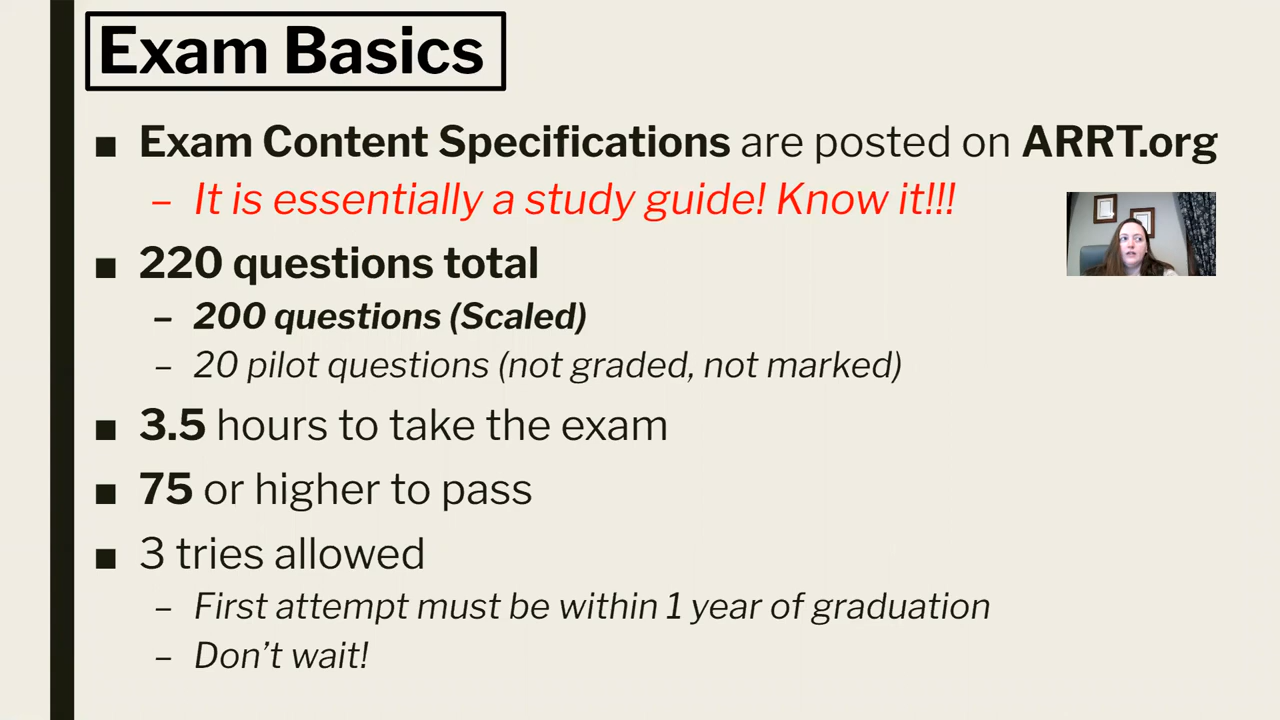 Exam Basics
■ Exam Content Specifications are posted on ARRT.org
– It is essentially a study guide! Know it!!!
■ 220 questions total
– 200 questions (Scaled)
– 20 pilot questions (not graded, not marked)
■ 3.5 hours to take the exam
■ 75 or higher to pass
■ 3 tries allowed
– First attempt must be within 1 year of graduation
– Don’t wait!